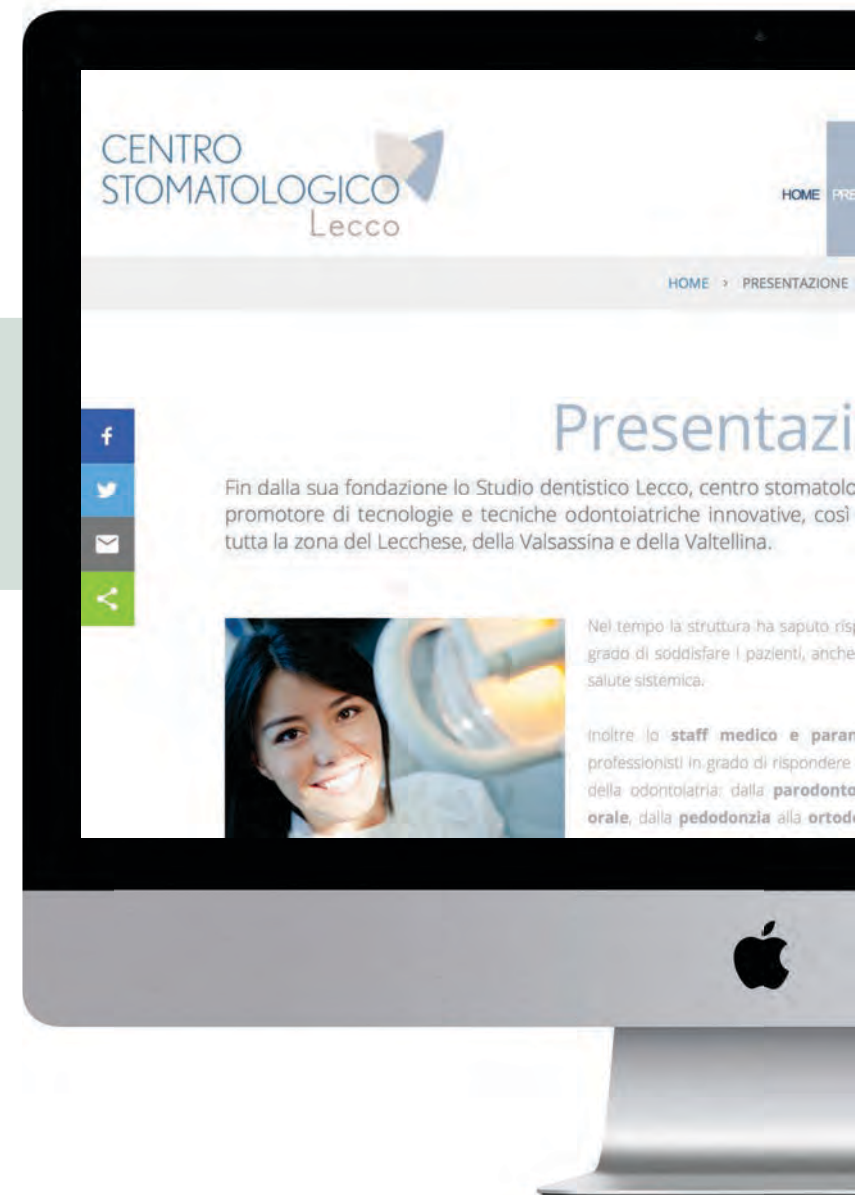 CENTRO
STOMATOLOGICO
Lecco
HOME PRE
HOME > PRESENTAZIONE
Presentazi
Fin dalla sua fondazione lo Studio dentistico Lecco, centro stomatolo
promotore di tecnologie e tecniche odontoiatriche innovative, così
tutta la zona del Lecchese, della Valsassina e della Valtellina.
Nel tempo la struttura ha saputo risp
grado di soddisfare i pazienti, anche
salute sistemica.
Inoltre lo staff medico e param
professionisti in grado di rispondere
della odontoiatria: dalla parodonto
orale, dalla pedodonzia alla ortod